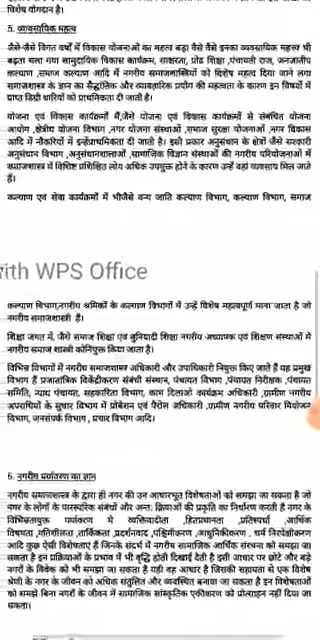 विशेष योगदान है।
5. व्यावसायिक महत्व
जैसे-जैसे विगत वर्षों में विकास योजनाओं का महत्व बढ़ा वैसे वैसे इनका व्यवसायिक महत्व भी
बढ़ता चला गया सामुदायिक विकास कार्यक्रम, साक्षरता, प्रौढ शिक्षा ,पंचायती राज, जनजातीय
कल्याण ,समाज कल्याण आदि में नगरीय समाजशास्त्रियों को विशेष महत्व दिया जाने लगा
समाजशास्त्र के ज्ञान का सैद्धांतिक और व्यावहारिक प्रयोग की महत्वता के कारण इन विषयों में
प्राप्त डिग्री धारियों को प्राथमिकता दी जाती है।
योजना एवं विकास कार्यक्रमों में,जैसे योजना एवं विकास कार्यक्रमों से संबंधित योजना
आयोग ,क्षेत्रीय योजना विभाग ,नगर योजना संस्थाओं ,समाज सुरक्षा योजनाओं ,नगर विकास
आदि में नौकरियों में इन्हेंप्राथमिकता दी जाती है। इसी प्रकार अनुसंधान के क्षेत्रों जैसे सरकारी
अनुसंधान विभाग ,अनुसंधानशालाओं ,सामाजिक विज्ञान संस्थाओं की नगरीय परियोजनाओं में
समाजशास्त्र में विशिष्ट प्रशिक्षित लोग अधिक उपयुक्त होने के कारण उन्हें वहां व्यवसाय मिल जाते
हैं।
कल्याण एवं सेवा कार्यक्रमों में भीजैसे वन्य जाति कल्याण विभाग, कल्याण विभाग, समाज
ith WPS Office
कल्याण विभाग,नगरीय श्रमिकों के कल्याण विभागों में उन्हें विशेष महत्वपूर्ण माना जाता है जो
नगरीय समाजशास्त्री हैं।
शिक्षा जगत में, जैसे समाज शिक्षा एवं बुनियादी शिक्षा नगरीय अध्यापक एवं शिक्षण संस्थाओं में
नगरीय समाज शास्त्री कोनियुक्त किया जाता है।
विभिन्न विभागों में नगरीय समाजशास्त्र अधिकारी और उपाधिकारी नियुक्त किए जाते हैं यह प्रमुख
विभाग हैं प्रजातांत्रिक विकेंद्रीकरण संबंधी संस्थान, पंचायत विभाग ,पंचायत निरीक्षक ,पंचायत
समिति, न्याय पंचायत, सहकारिता विभाग, काम दिलाओ कार्यक्रम अधिकारी ,ग्रामीण नगरीय
अपराधियों के सुधार विभाग में प्रोबेशन एवं पैरोल अधिकारी ,ग्रामीण नगरीय परिवार नियोजन
विभाग, जनसंपर्क विभाग , प्रचार विभाग आदि।
6. नगरीय पर्यावरण का ज्ञान
नगरीय समाजशास्त्र के द्वारा ही नगर की उन आधारभूत विशेषताओं को समझा जा सकता है जो
नगर के लोगों के पारस्परिक संबंधों और अन्तः क्रियाओं की प्रकृति का निर्धारण करती हैं नगर के
विभिन्नतायुक्त पर्यावरण मे व्यक्तिवादीता ,हितप्रधानता ,प्रतिस्पर्धा ,आर्थिक
विषमता ,गतिशीलता ,तार्किकता ,प्रदर्शनवाद ,पश्चिमीकरण ,आधुनिकीकरण , धर्म निरपेक्षीकरण
आदि कुछ ऐसी विशेषताएं हैं जिनके संदर्भ में नगरीय सामाजिक आर्थिक संरचना को समझा जा
सकता है इन प्रक्रियाओं के प्रभाव में भी वृद्धि होती दिखाई देती है इसी आधार पर छोटे और बड़े
नगरों के विवेक को भी समझा जा सकता है यही वह आधार है जिसकी सहायता से एक विशेष
श्रेणी के नगर के जीवन को अधिक संतुलित और व्यवस्थित बनाया जा सकता है इन विशेषताओं
को समझे बिना नगरों के जीवन में सामाजिक सांस्कृतिक एकीकरण को प्रोत्साहन नहीं दिया जा
सकता।